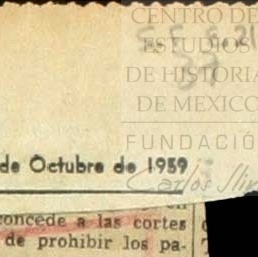 CENTRO DE
ESTUDIOS
DE HISTORIA
DE MEXICO
FUNDACIÓ
de Octubre de 1959
Carlos Slim
concede a las cortes
de prohibir los pa-